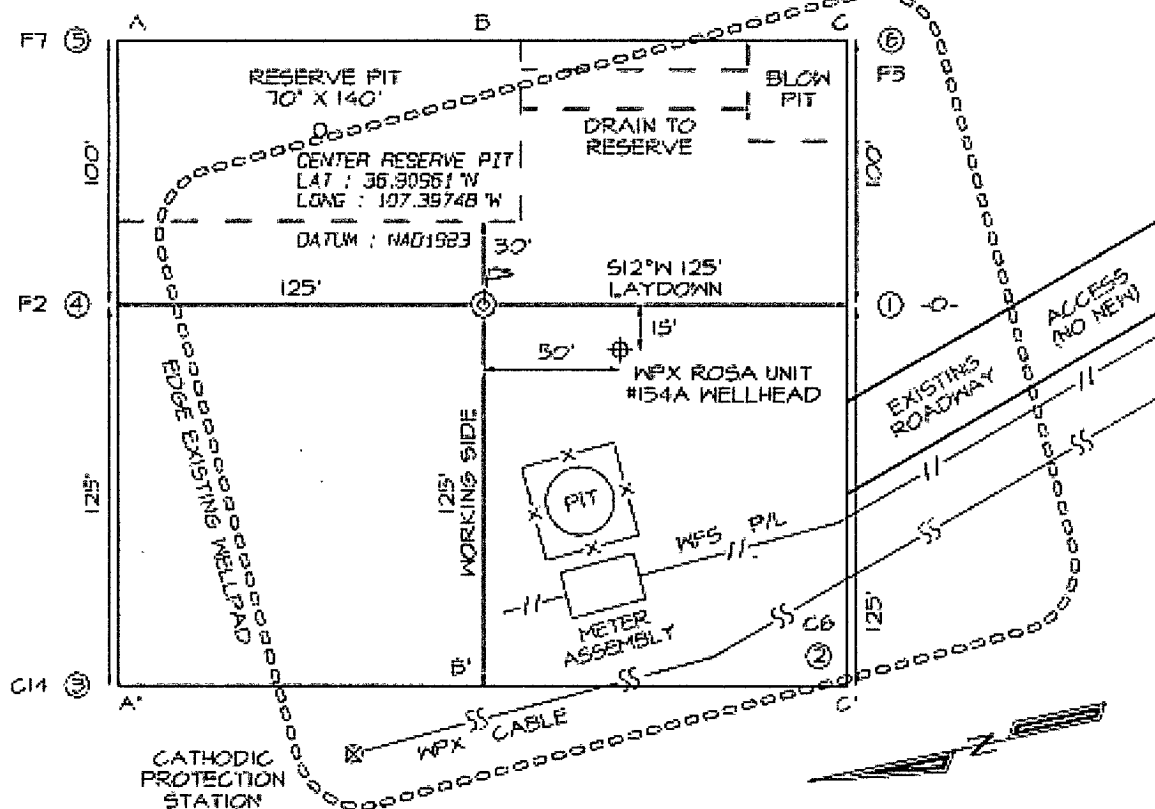 A B C
F7 ⑤
⑥
F3
RESERVE PIT
70' X 140'
BLOW
PIT
DRAIN TO
RESERVE
100'
100'
CENTER RESERVE PIT
LAT : 36.90961 °N
LONG : 107.39748 °W
DATUM : NAD1983
30'
S12°W 125'
LAYDOWN
125'
F2 ④
① -0-
15'
50'
WPX ROSA UNIT
#134A WELLHEAD
ACCESS
(NO NEW)
EXISTING
ROADWAY
EDGE EXISTING WELLPAD
125'
125'
WORKING SIDE
PIT
WFS P/L
METER
ASSEMBLY
C6
②
125'
C14 ③
A'
B'
C'
WPX CABLE
CATHODIC
PROTECTION
STATION
N